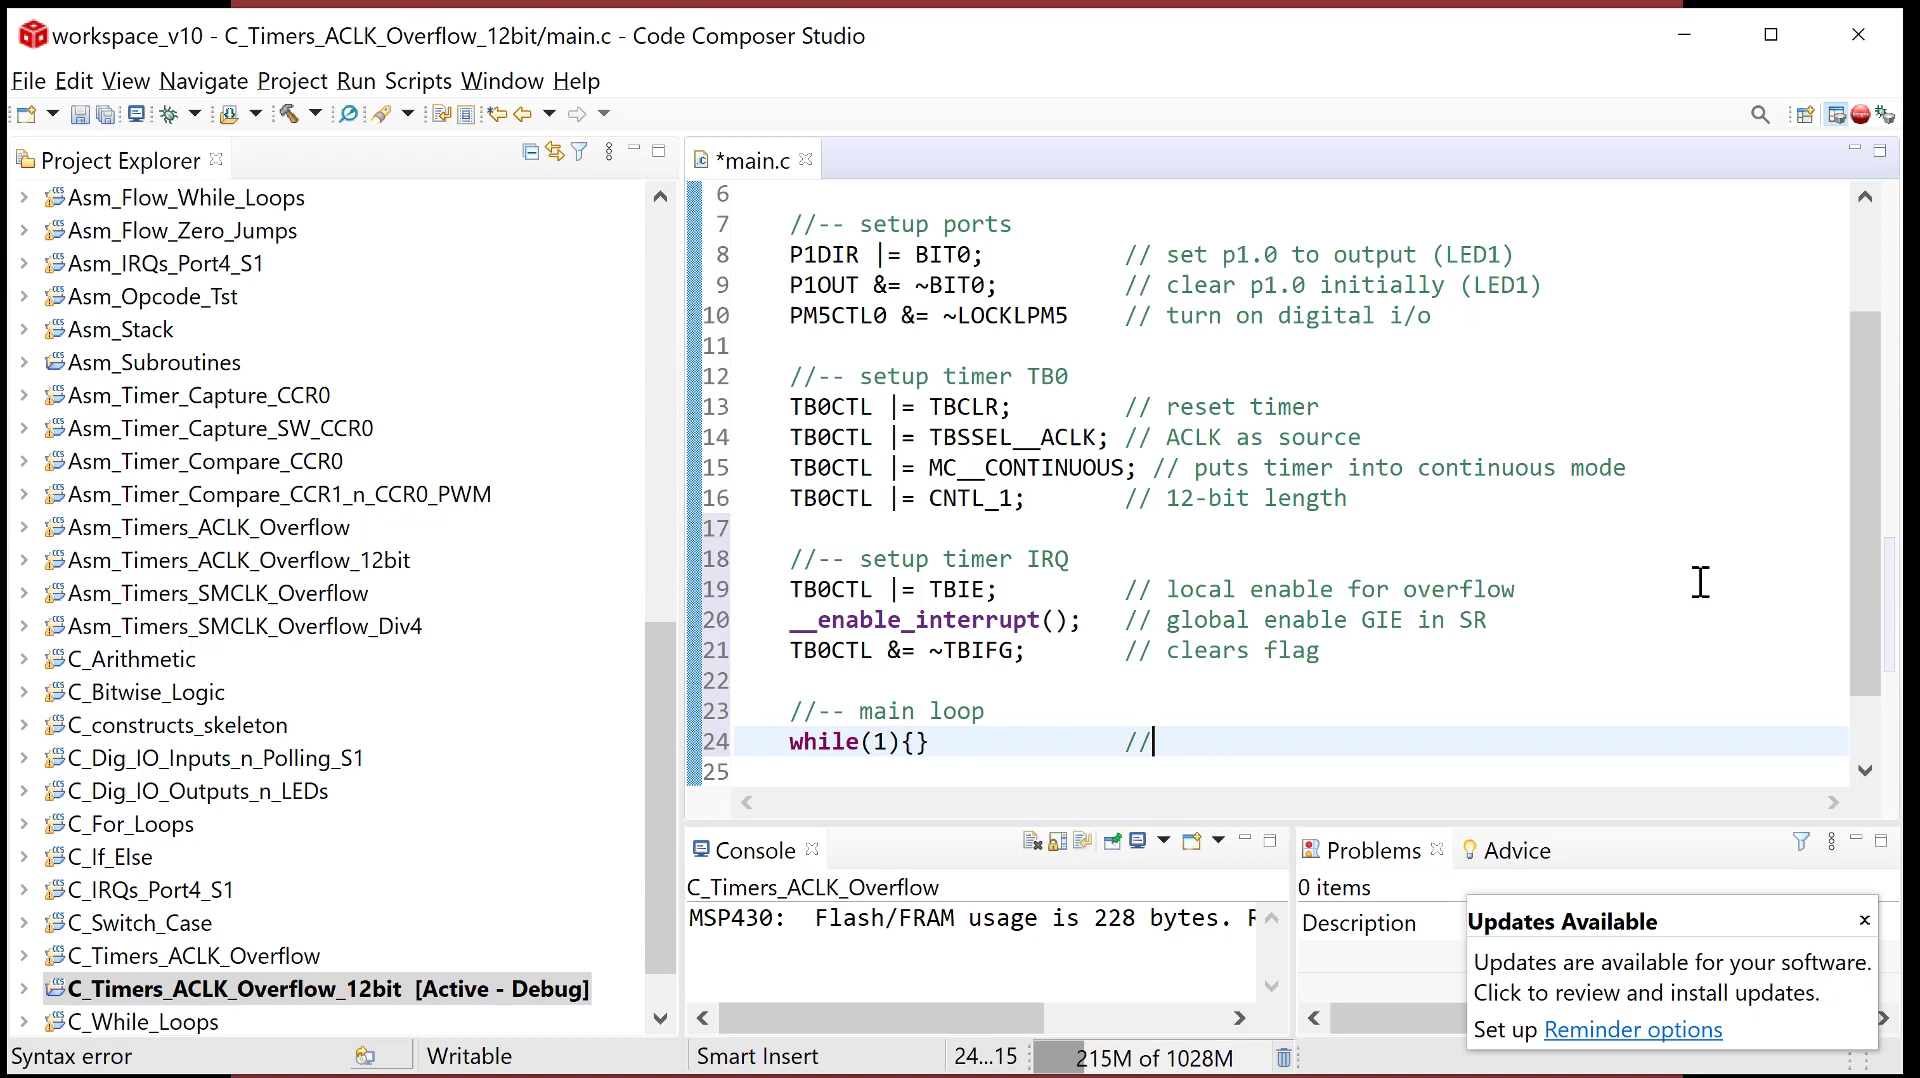 workspace_v10 - C_Timers_ACLK_Overflow_12bit/main.c - Code Composer Studio
File Edit View Navigate Project Run Scripts Window Help
Project Explorer
Asm_Flow_While_Loops
Asm_Flow_Zero_Jumps
Asm_IRQs_Port4_S1
Asm_Opcode_Tst
Asm_Stack
Asm_Subroutines
Asm_Timer_Capture_CCR0
Asm_Timer_Capture_SW_CCR0
Asm_Timer_Compare_CCR0
Asm_Timer_Compare_CCR1_n_CCR0_PWM
Asm_Timers_ACLK_Overflow
Asm_Timers_ACLK_Overflow_12bit
Asm_Timers_SMCLK_Overflow
Asm_Timers_SMCLK_Overflow_Div4
C_Arithmetic
C_Bitwise_Logic
C_constructs_skeleton
C_Dig_IO_Inputs_n_Polling_S1
C_Dig_IO_Outputs_n_LEDs
C_For_Loops
C_If_Else
C_IRQs_Port4_S1
C_Switch_Case
C_Timers_ACLK_Overflow
C_Timers_ACLK_Overflow_12bit [Active - Debug]
C_While_Loops
*main.c
6
7 //-- setup ports
8 P1DIR |= BIT0; // set p1.0 to output (LED1)
9 P1OUT &= ~BIT0; // clear p1.0 initially (LED1)
10 PM5CTL0 &= ~LOCKLPM5 // turn on digital i/o
11
12 //-- setup timer TB0
13 TB0CTL |= TBCLR; // reset timer
14 TB0CTL |= TBSSEL__ACLK; // ACLK as source
15 TB0CTL |= MC__CONTINUOUS; // puts timer into continuous mode
16 TB0CTL |= CNTL_1; // 12-bit length
17
18 //-- setup timer IRQ
19 TB0CTL |= TBIE; // local enable for overflow
20 __enable_interrupt(); // global enable GIE in SR
21 TB0CTL &= ~TBIFG; // clears flag
22
23 //-- main loop
24 while(1){} //
25
Console
C_Timers_ACLK_Overflow
MSP430: Flash/FRAM usage is 228 bytes.
Problems Advice
0 items
Description
Updates Available
Updates are available for your software.
Click to review and install updates.
Set up Reminder options
Syntax error Writable Smart Insert 24...15 215M of 1028M